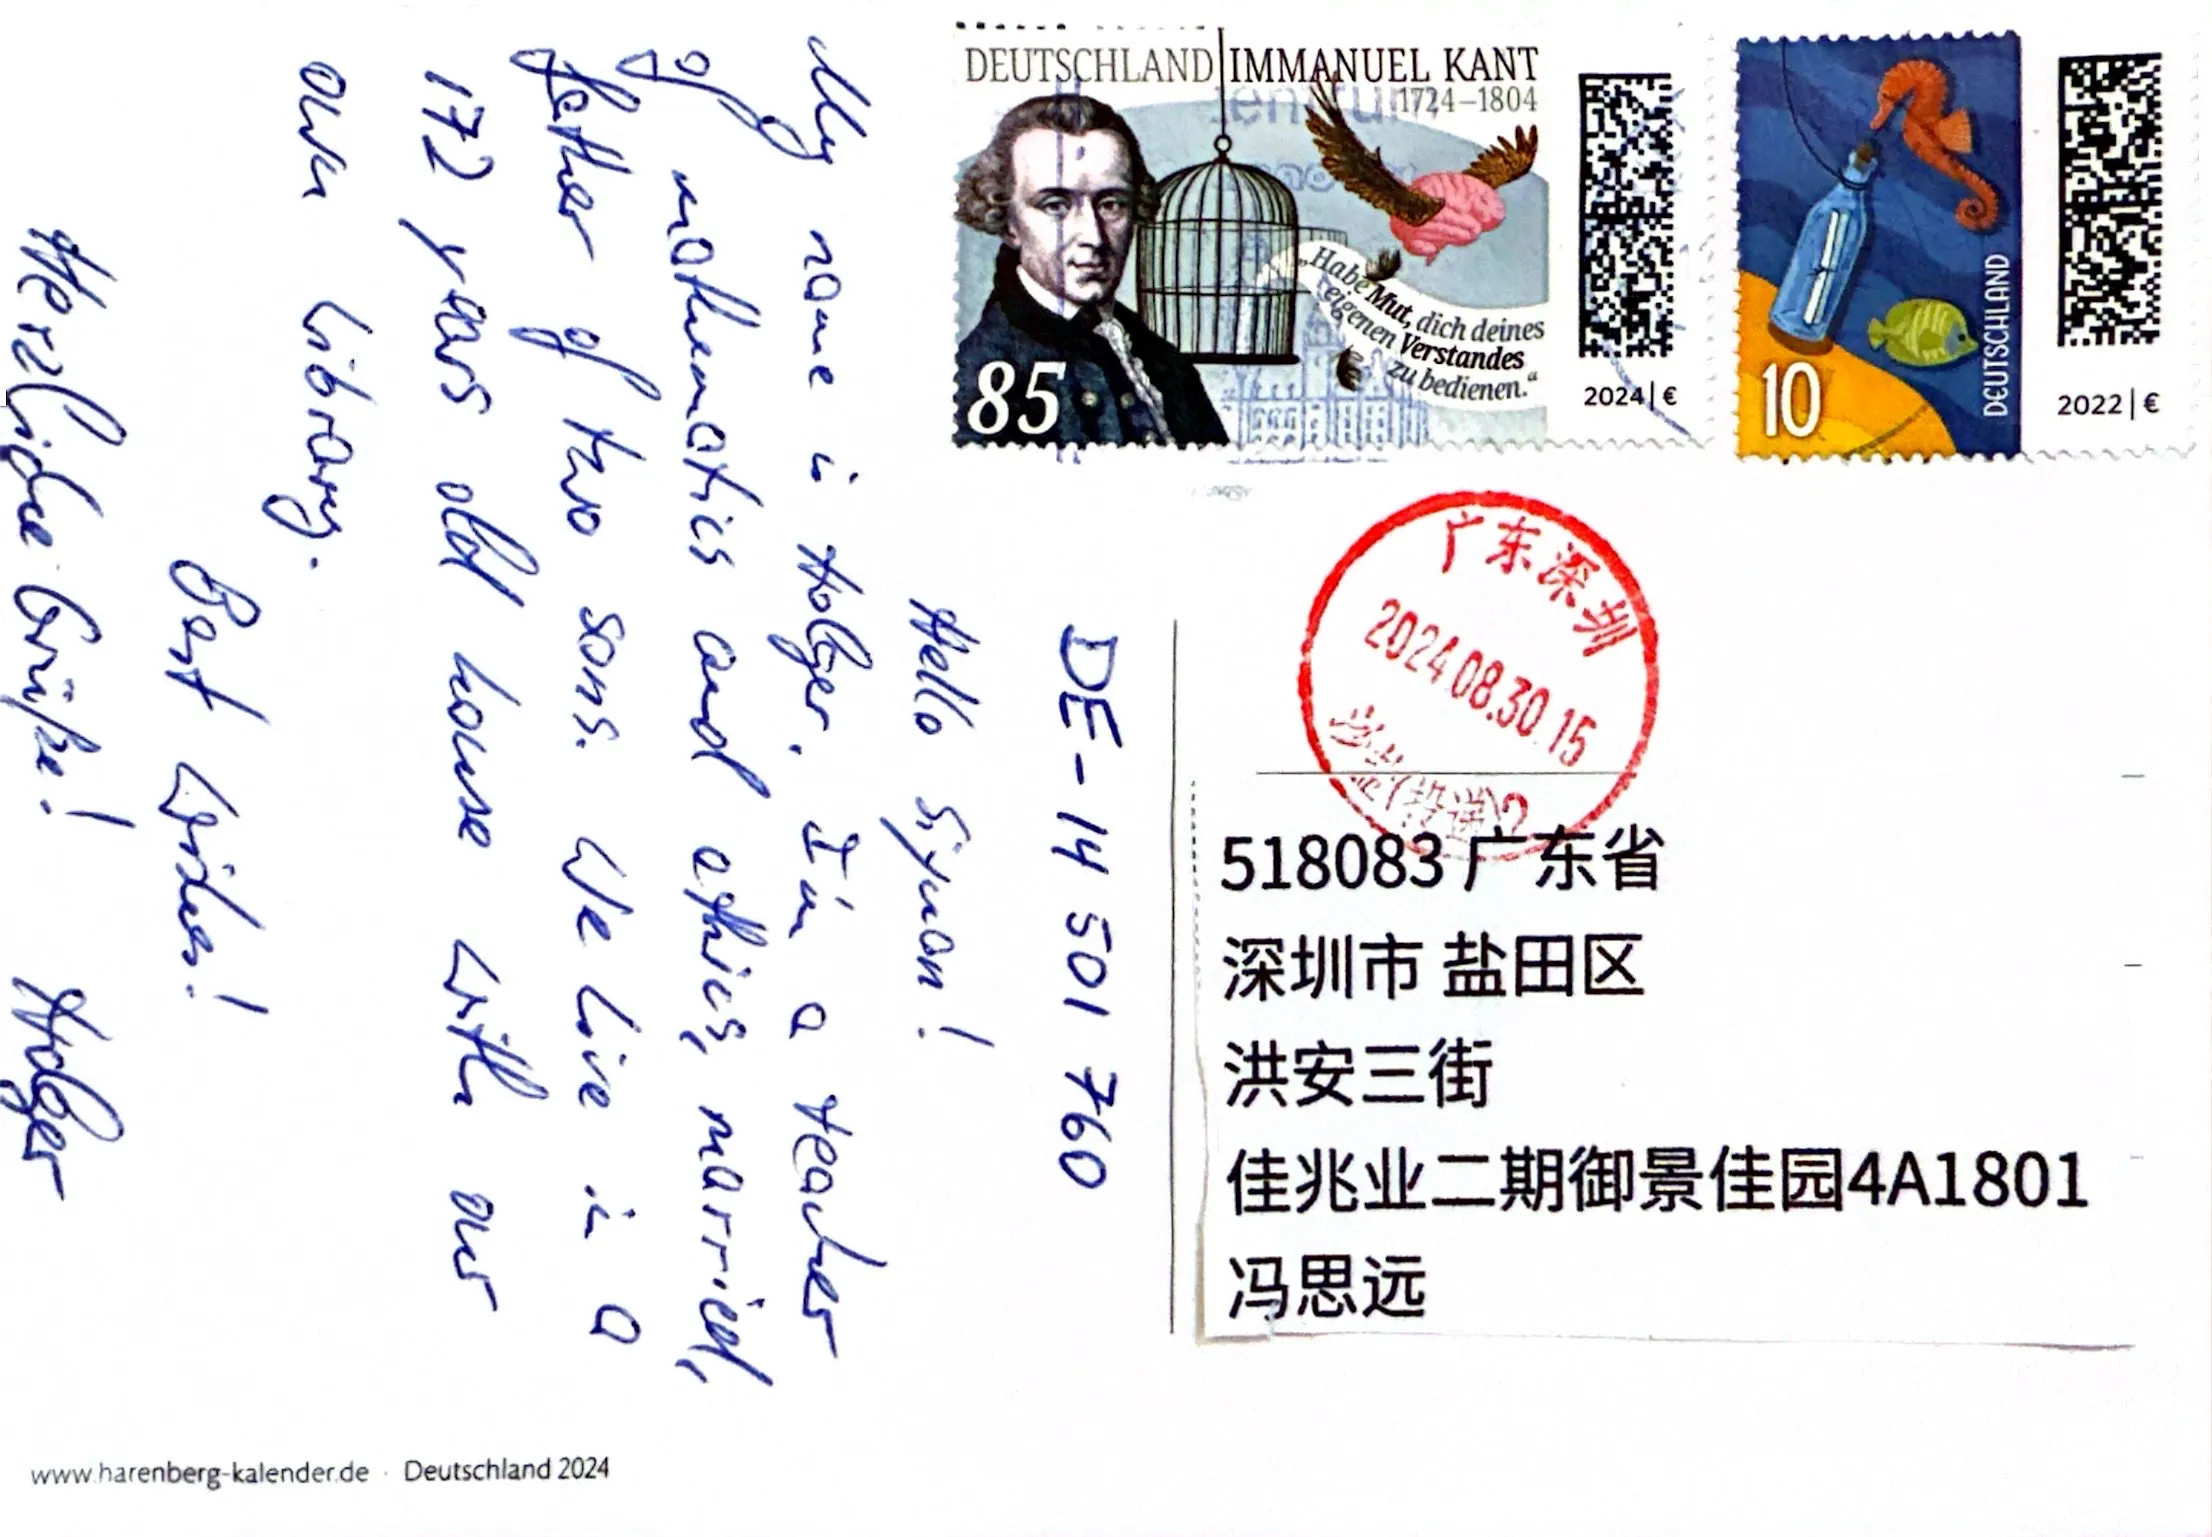 DEUTSCHLAND IMMANUEL KANT
1724–1804
„Habe Mut, dich deines
eigenen Verstandes
zu bedienen.“
85
2024 | €
10
DEUTSCHLAND
2022 | €
广东深圳
2024.08.30.15
(投递)2
DE-14 501 760
Hello Siyuan!
My name is Holger. I'm a teacher
of mathematics and ethics, married,
father of two sons. We live in a
172 years old house with our
own library.
Best Wishes!
Herzliche Grüße! Holger
518083 广东省
深圳市 盐田区
洪安三街
佳兆业二期御景佳园4A1801
冯思远
www.harenberg-kalender.de · Deutschland 2024